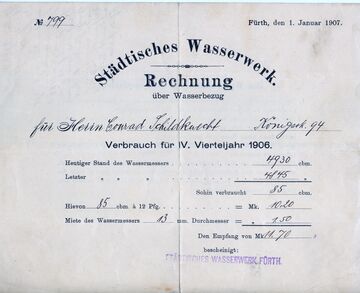 № 799
Fürth, den 1. Januar 1907.
Städtisches Wasserwerk.
Rechnung
über Wasserbezug
für Herrn Conrad Schildknecht Königstr. 94
Verbrauch für IV. Vierteljahr 1906.
Heutiger Stand des Wassermessers 4930 cbm.
Letzter „ „ „ 4845 „
Sohin verbraucht 85 cbm.
Hievon 85 cbm à 12 Pfg. = Mk. 10.20
Miete des Wassermessers 13 mm Durchmesser = „ 1.50
Den Empfang von Mk. 11.70
bescheinigt:
STÄDTISCHES WASSERWERK FÜRTH.